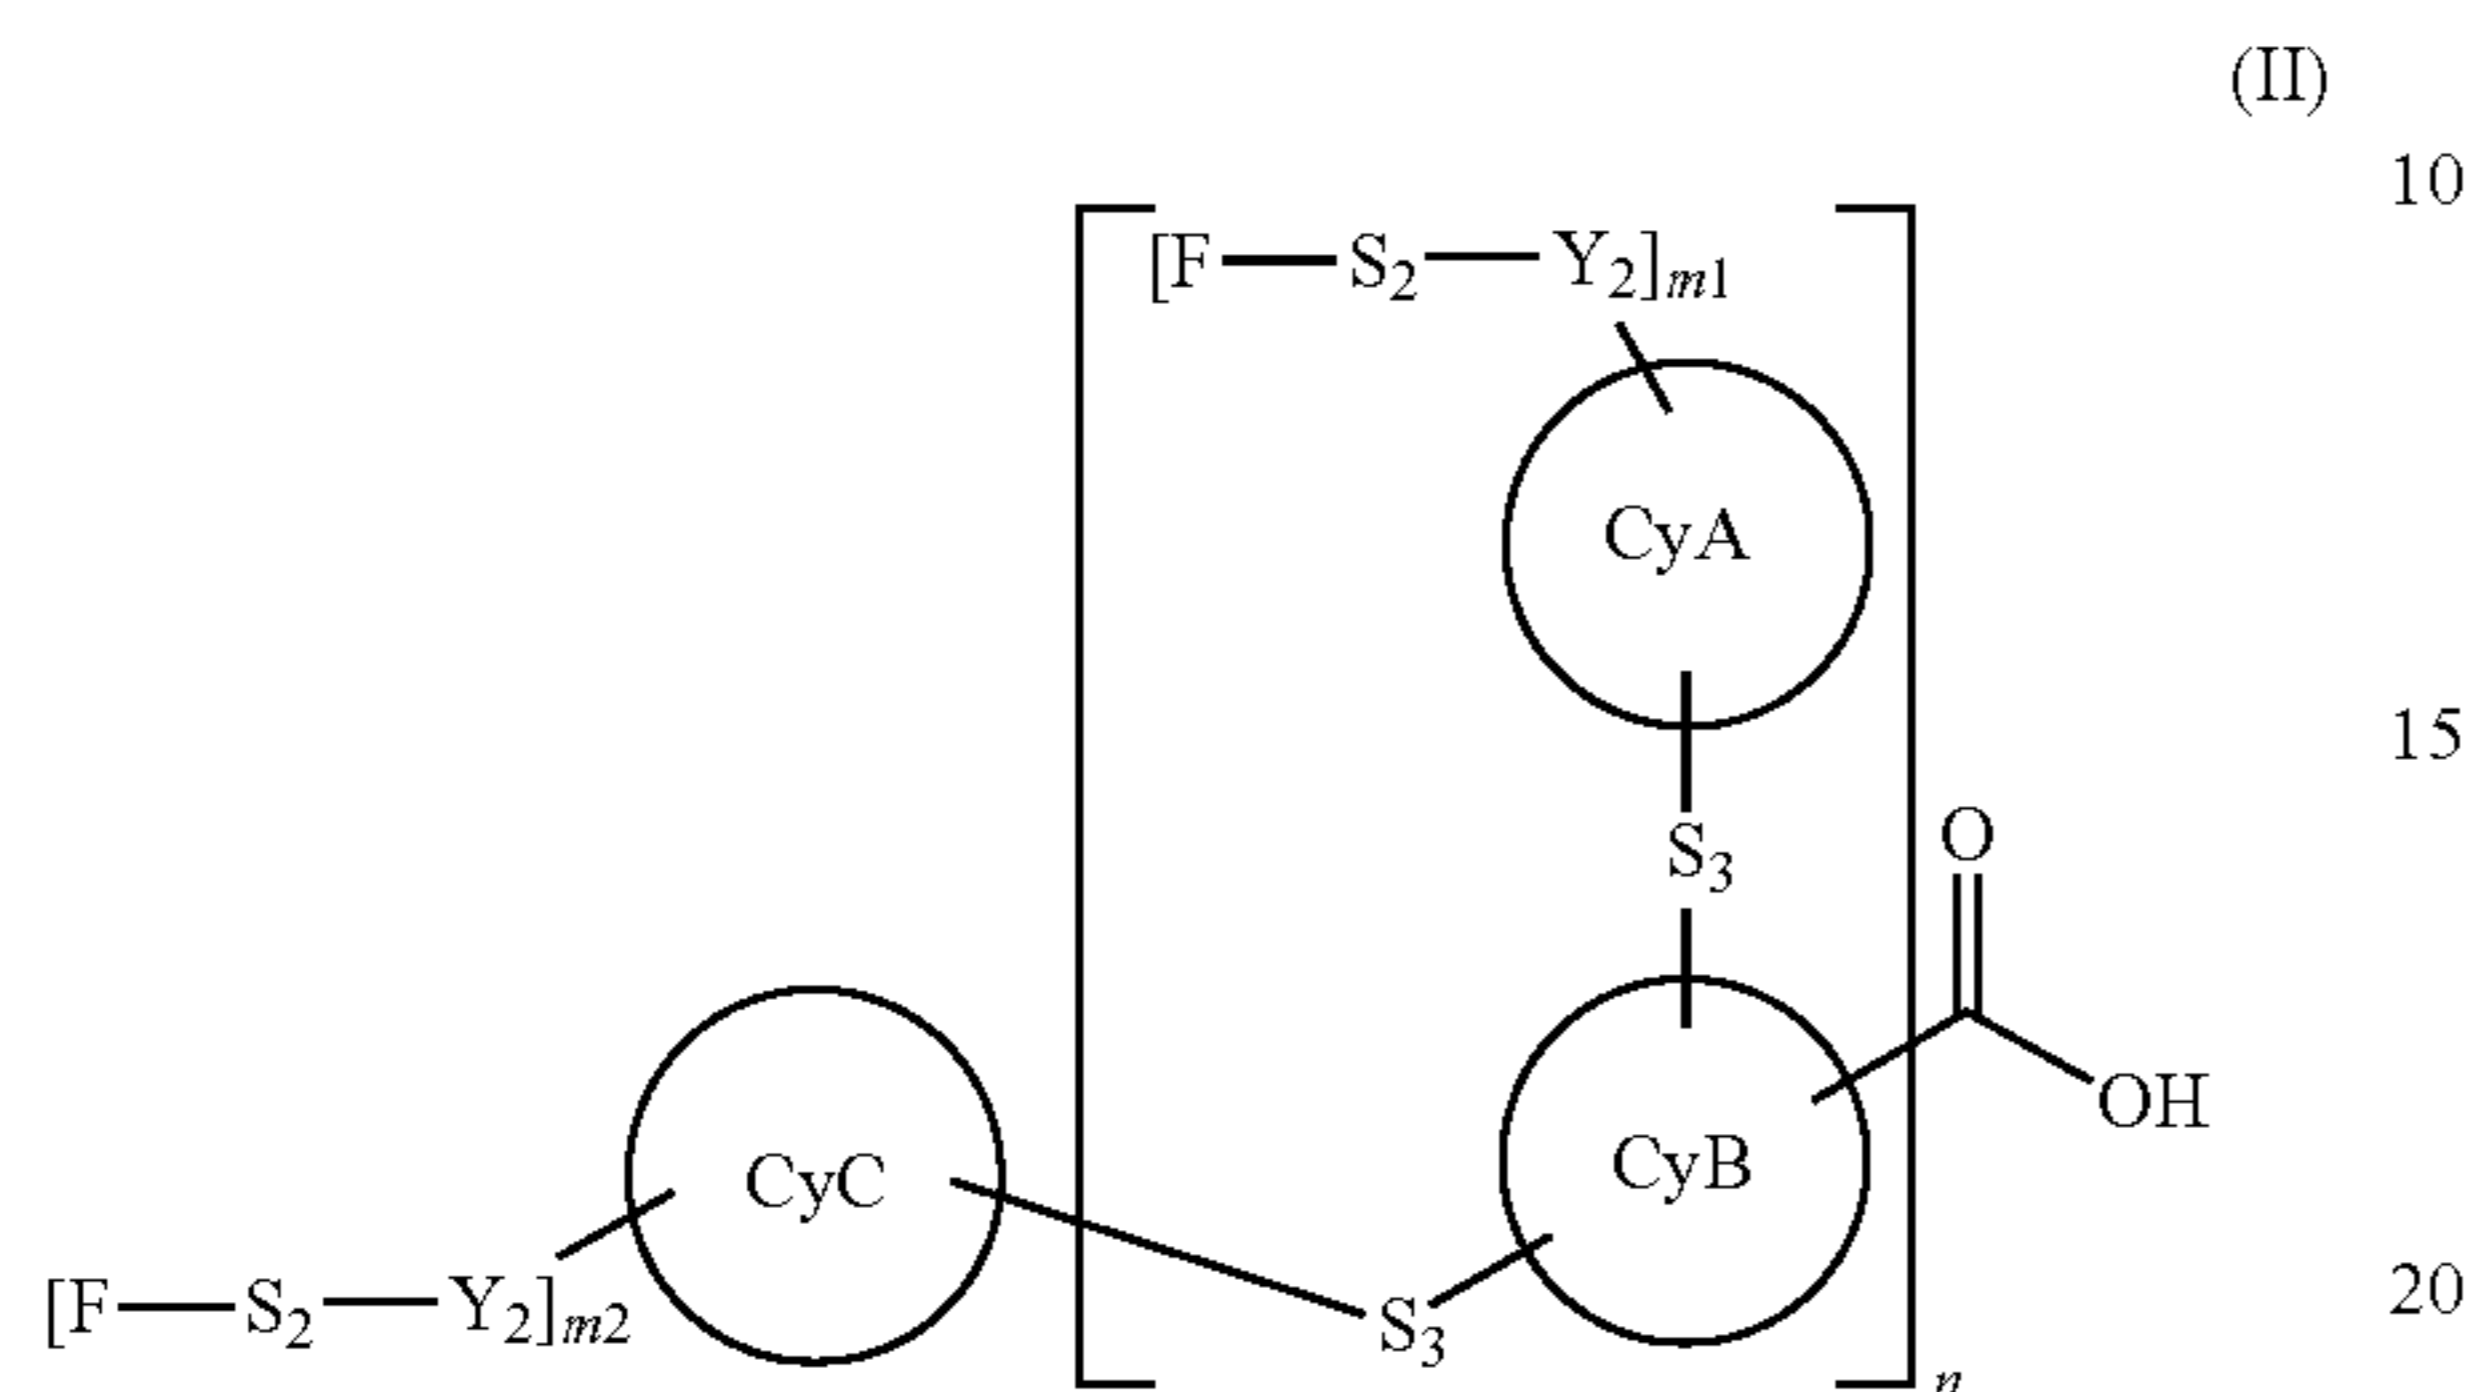 (II)
10
[F—S2—Y2]m1
CyA
15
S3
O
OH
CyB
CyC
20
[F—S2—Y2]m2
S3
n